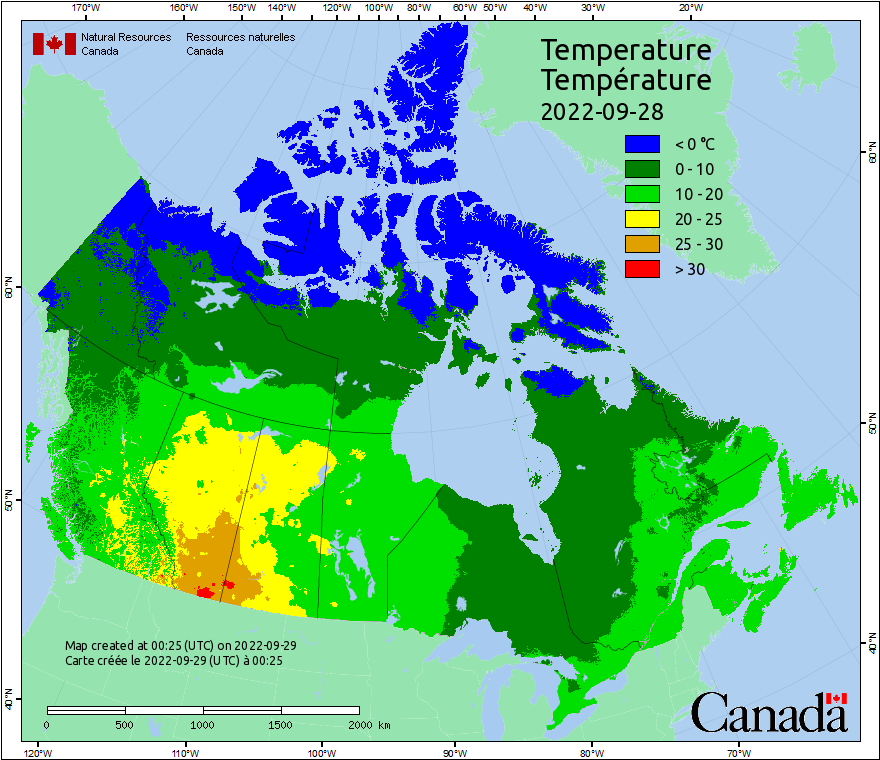 170°W 160°W 150°W 140°W 130°W 120°W 110°W 100°W 90°W 80°W 70°W 60°W 50°W 40°W 30°W 20°W
Natural Resources Ressources naturelles
Canada Canada
Temperature
Température
2022-09-28
< 0 °C
0 - 10
10 - 20
20 - 25
25 - 30
> 30
60°N
60°N
50°N
50°N
40°N
40°N
Map created at 00:25 (UTC) on 2022-09-29
Carte créée le 2022-09-29 (UTC) à 00:25
0 500 1000 1500 2000 km
Canada
120°W 110°W 100°W 90°W 80°W 70°W